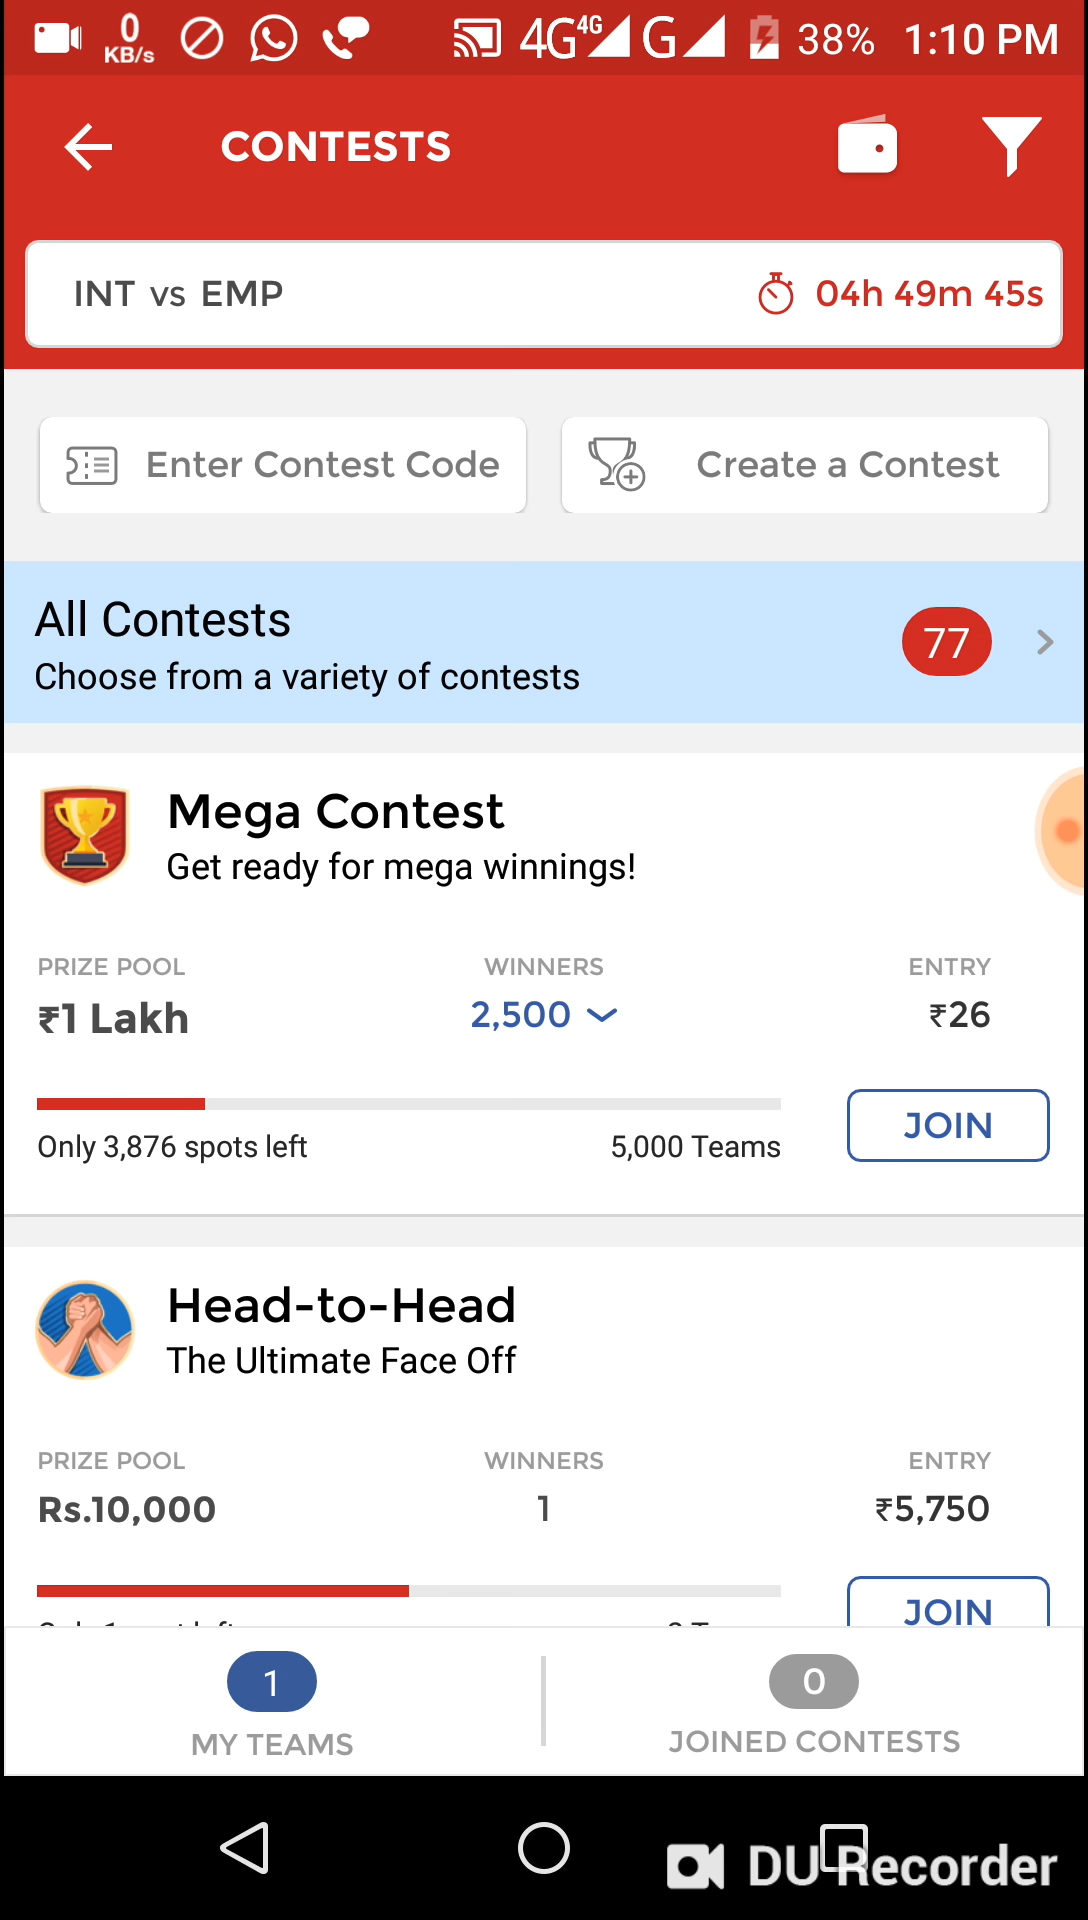 0 KB/s 4G 4G G 38% 1:10 PM
CONTESTS
INT vs EMP 04h 49m 45s
Enter Contest Code Create a Contest
All Contests 77
Choose from a variety of contests
Mega Contest
Get ready for mega winnings!
PRIZE POOL WINNERS ENTRY
₹1 Lakh 2,500 ₹26
JOIN
Only 3,876 spots left 5,000 Teams
Head-to-Head
The Ultimate Face Off
PRIZE POOL WINNERS ENTRY
Rs.10,000 1 ₹5,750
JOIN
1 0
MY TEAMS JOINED CONTESTS
DU Recorder